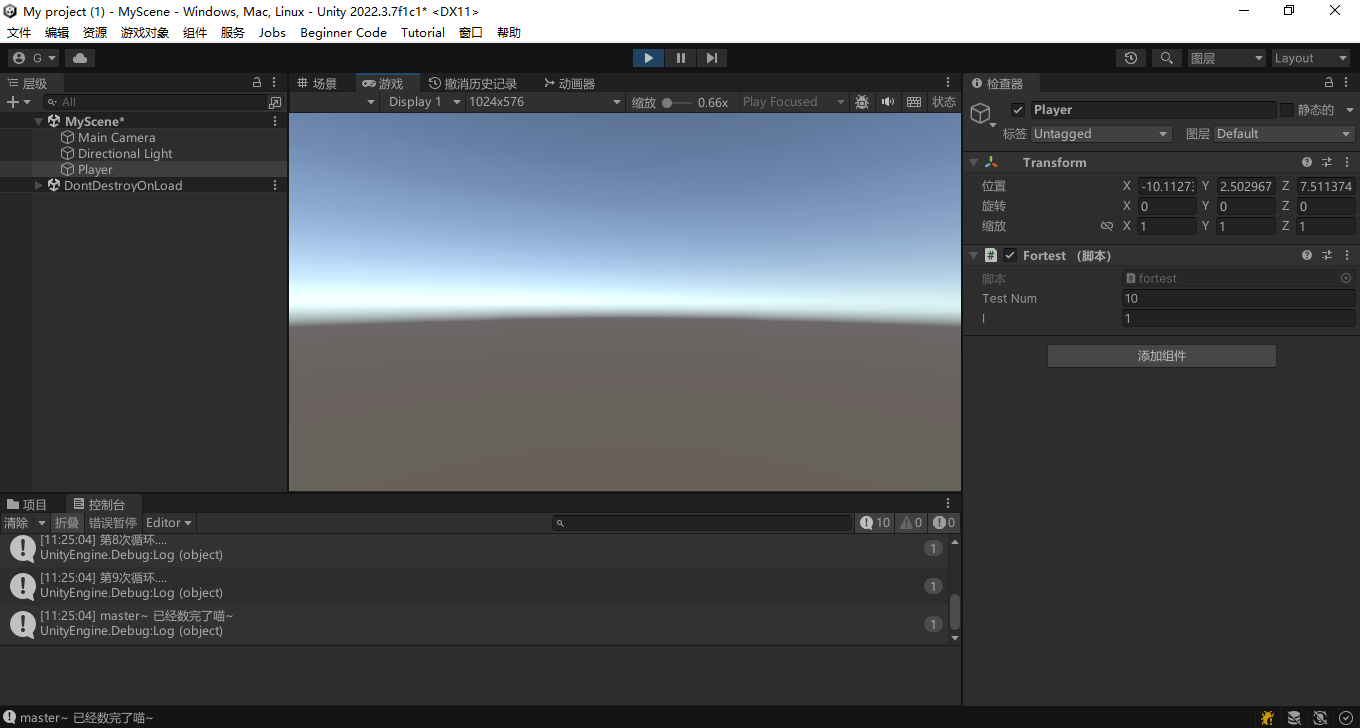 My project (1) - MyScene - Windows, Mac, Linux - Unity 2022.3.7f1c1* <DX11>
文件 编辑 资源 游戏对象 组件 服务 Jobs Beginner Code Tutorial 窗口 帮助
G 图层 Layout
层级
All
MyScene*
Main Camera
Directional Light
Player
DontDestroyOnLoad
场景 游戏 撤消历史记录 动画器
Display 1 1024x576 缩放 0.66x Play Focused 状态
检查器
Player 静态的
标签 Untagged 图层 Default
Transform
位置 X -10.1127 Y 2.502967 Z 7.511374
旋转 X 0 Y 0 Z 0
缩放 X 1 Y 1 Z 1
# Fortest （脚本）
脚本 fortest
Test Num 10
I 1
添加组件
项目 控制台
清除 折叠 错误暂停 Editor 10 0 0
[11:25:04] 第8次循环....
UnityEngine.Debug:Log (object)
1
[11:25:04] 第9次循环....
UnityEngine.Debug:Log (object)
1
[11:25:04] master~ 已经数完了喵~
UnityEngine.Debug:Log (object)
1
master~ 已经数完了喵~